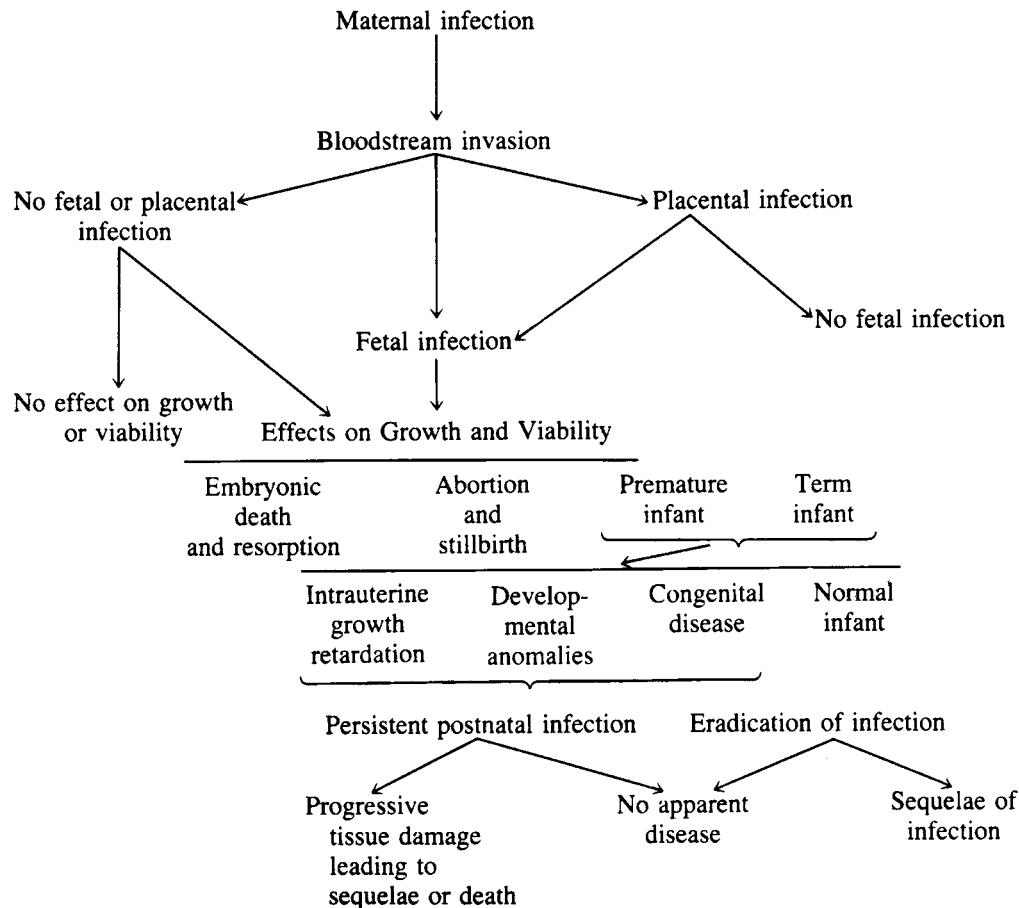 Maternal infection
Bloodstream invasion
No fetal or placental
infection
Placental infection
No fetal infection
Fetal infection
No effect on growth
or viability
Effects on Growth and Viability
Embryonic
death
and resorption
Abortion
and
stillbirth
Premature
infant
Term
infant
Intrauterine
growth
retardation
Develop-
mental
anomalies
Congenital
disease
Normal
infant
Persistent postnatal infection
Eradication of infection
Progressive
tissue damage
leading to
sequelae or death
No apparent
disease
Sequelae of
infection